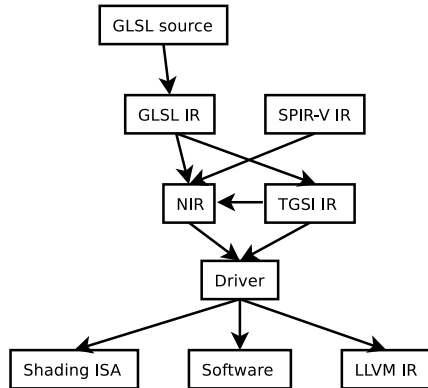 GLSL source
GLSL IR
SPIR-V IR
NIR
TGSI IR
Driver
Shading ISA
Software
LLVM IR